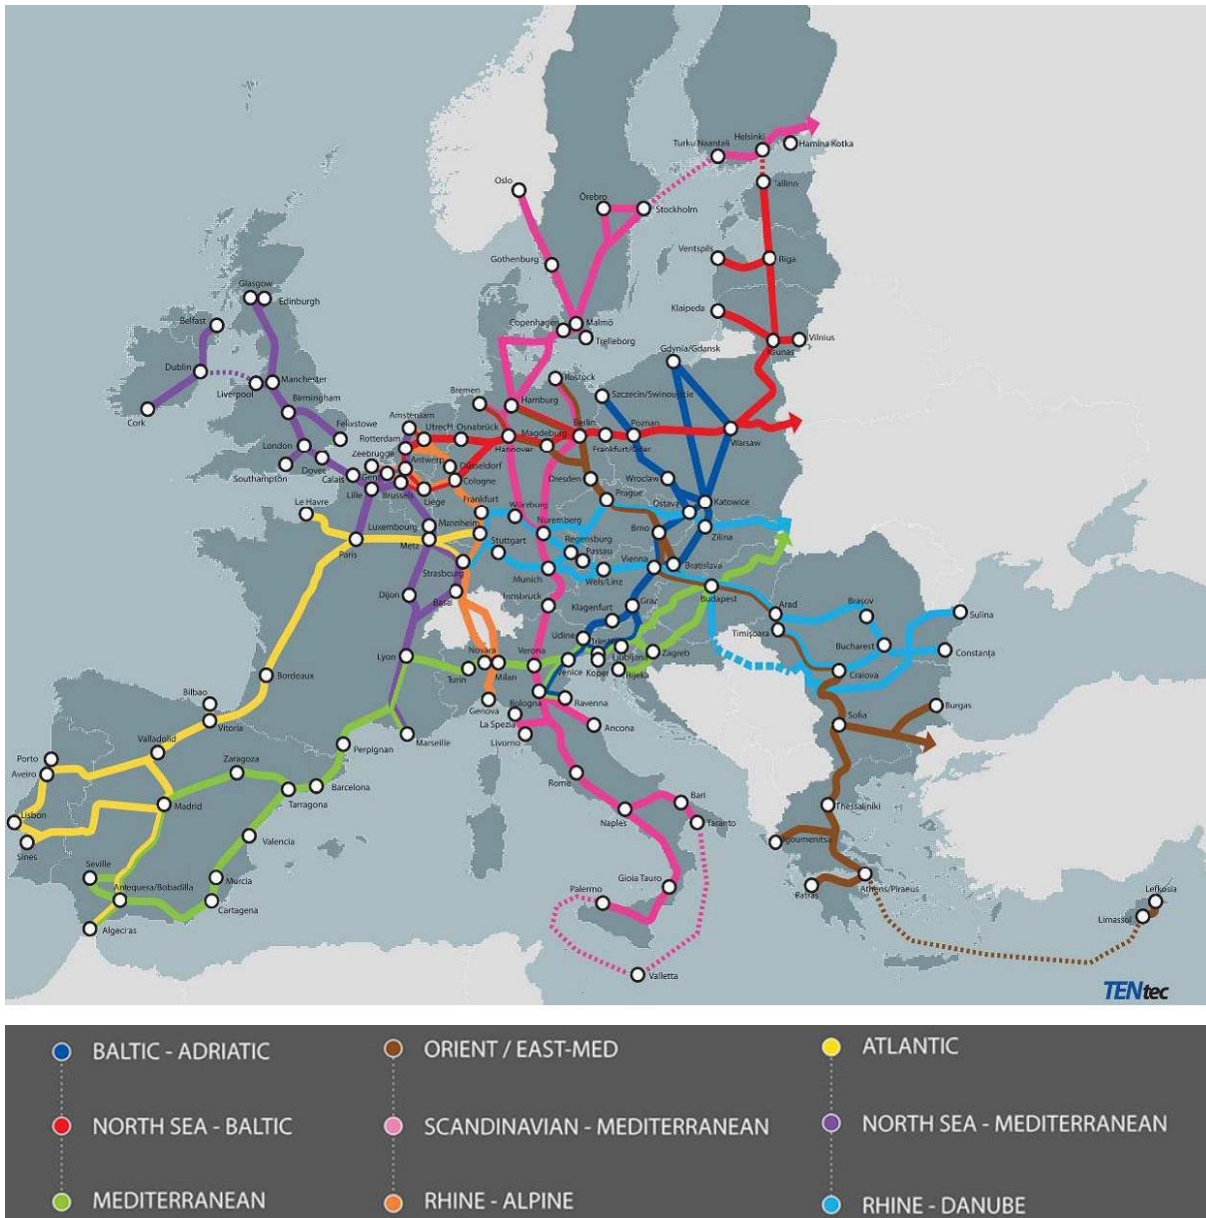 Helsinki
Turku Naantali
Hamina Kotka
Tallinn
Oslo
Örebro
Stockholm
Ventspils
Riga
Gothenburg
Glasgow
Edinburgh
Klaipeda
Belfast
Copenhagen
Malmö
Trelleborg
Vilnius
Kaunas
Gdynia/Gdansk
Dublin
Manchester
Liverpool
Rostock
Szczecin/Swinoujscie
Bremen
Birmingham
Cork
Hamburg
Felixstowe
Amsterdam
Utrecht
Osnabrück
Magdeburg
Berlin
Poznan
Warsaw
London
Rotterdam
Hannover
Frankfurt/Oder
Zeebrugge
Antwerp
Dover
Southampton
Calais
Gent
Düsseldorf
Cologne
Dresden
Wroclaw
Lille
Brussels
Liège
Prague
Le Havre
Frankfurt
Würzburg
Ostava
Katowice
Luxembourg
Mannheim
Nuremberg
Brno
Zilina
Paris
Metz
Stuttgart
Regensburg
Passau
Strasbourg
Munich
Wels/Linz
Vienna
Bratislava
Dijon
Basel
Innsbruck
Klagenfurt
Graz
Budapest
Arad
Brașov
Sulina
Timișoara
Udine
Bucharest
Constanța
Lyon
Novara
Verona
Ljubljana
Zagreb
Turin
Milan
Venice
Koper
Rijeka
Craiova
Bordeaux
Bilbao
Genova
Bologna
Ravenna
Burgas
Vitoria
La Spezia
Ancona
Sofia
Valladolid
Marseille
Livorno
Perpignan
Porto
Zaragoza
Aveiro
Roma
Barcelona
Tarragona
Madrid
Bari
Thessaliniki
Lisbon
Naples
Taranto
Valencia
Sines
Igoumenitsa
Seville
Murcia
Antequera/Bobadilla
Gioia Tauro
Palermo
Patras
Athens/Piraeus
Lefkosia
Cartagena
Limassol
Algeciras
Valletta
TENtec
BALTIC - ADRIATIC
ORIENT / EAST-MED
ATLANTIC
NORTH SEA - BALTIC
SCANDINAVIAN - MEDITERRANEAN
NORTH SEA - MEDITERRANEAN
MEDITERRANEAN
RHINE - ALPINE
RHINE - DANUBE